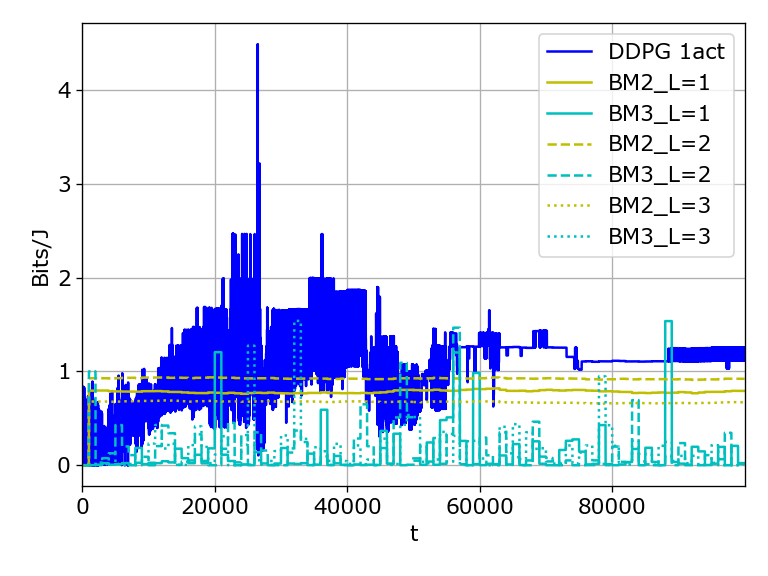 DDPG 1act
BM2_L=1
BM3_L=1
BM2_L=2
BM3_L=2
BM2_L=3
BM3_L=3
Bits/J
4
3
2
1
0
0 20000 40000 60000 80000
t